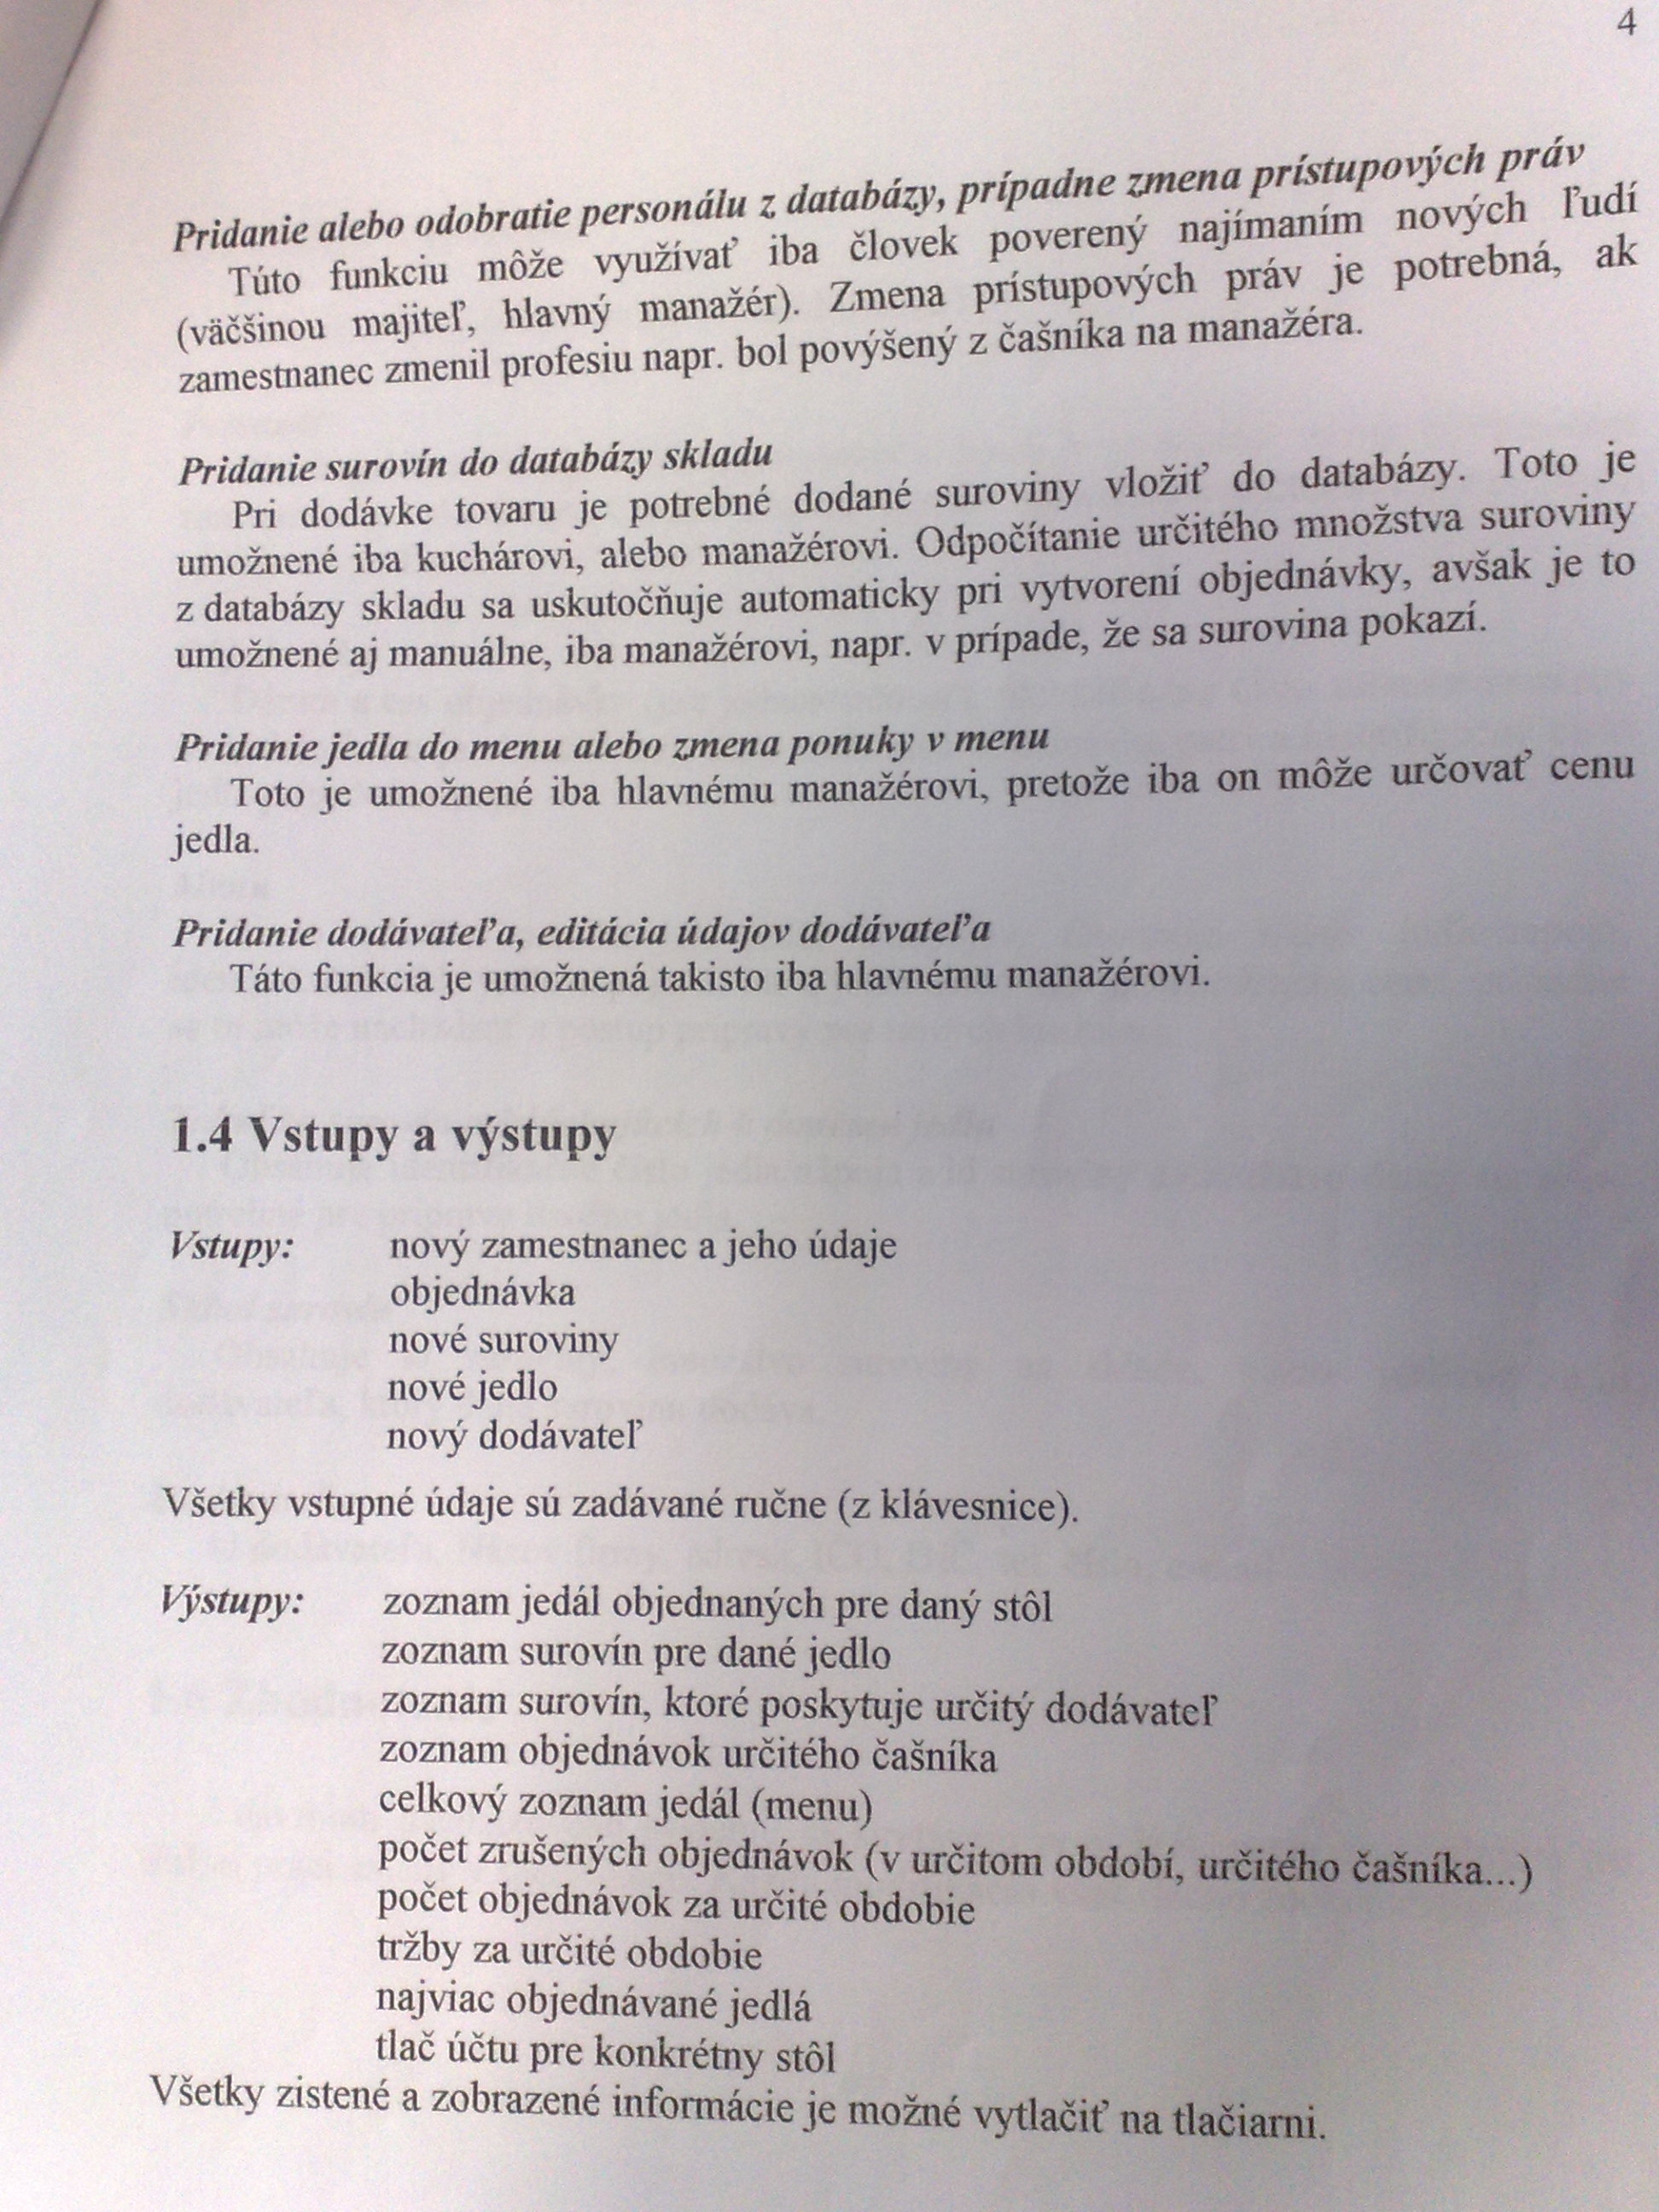 4
Pridanie alebo odobratie personálu z databázy, prípadne zmena prístupových práv
Túto funkciu môže využívať iba človek poverený najímaním nových ľudí
(väčšinou majiteľ, hlavný manažér). Zmena prístupových práv je potrebná, ak
zamestnanec zmenil profesiu napr. bol povýšený z čašníka na manažéra.
Pridanie surovín do databázy skladu
Pri dodávke tovaru je potrebné dodané suroviny vložiť do databázy. Toto je
umožnené iba kuchárovi, alebo manažérovi. Odpočítanie určitého množstva suroviny
z databázy skladu sa uskutočňuje automaticky pri vytvorení objednávky, avšak je to
umožnené aj manuálne, iba manažérovi, napr. v prípade, že sa surovina pokazí.
Pridanie jedla do menu alebo zmena ponuky v menu
Toto je umožnené iba hlavnému manažérovi, pretože iba on môže určovať cenu
jedla.
Pridanie dodávateľa, editácia údajov dodávateľa
Táto funkcia je umožnená takisto iba hlavnému manažérovi.
1.4 Vstupy a výstupy
Vstupy: nový zamestnanec a jeho údaje
objednávka
nové suroviny
nové jedlo
nový dodávateľ
Všetky vstupné údaje sú zadávané ručne (z klávesnice).
Výstupy: zoznam jedál objednaných pre daný stôl
zoznam surovín pre dané jedlo
zoznam surovín, ktoré poskytuje určitý dodávateľ
zoznam objednávok určitého čašníka
celkový zoznam jedál (menu)
počet zrušených objednávok (v určitom období, určitého čašníka...)
počet objednávok za určité obdobie
tržby za určité obdobie
najviac objednávané jedlá
tlač účtu pre konkrétny stôl
Všetky zistené a zobrazené informácie je možné vytlačiť na tlačiarni.